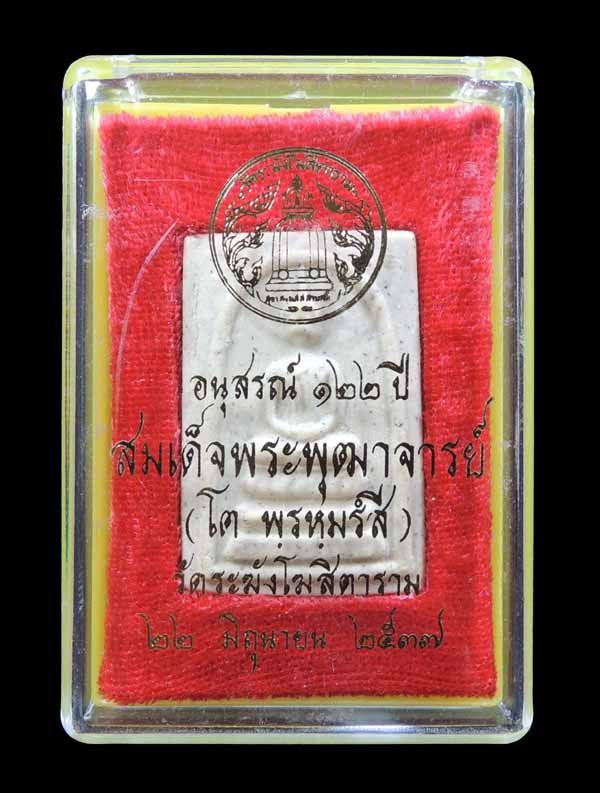 อนุสรณ์ ๑๒๒ ปี
สมเด็จพระพุฒาจารย์
(โต พฺรหฺมรํสี)
วัดระฆังโฆสิตาราม
๒๒ มิถุนายน ๒๕๓๗